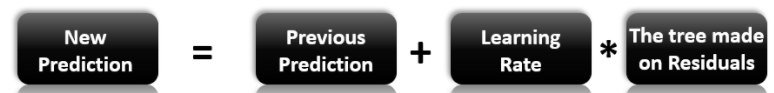 New Prediction = Previous Prediction + Learning Rate * The tree made on Residuals